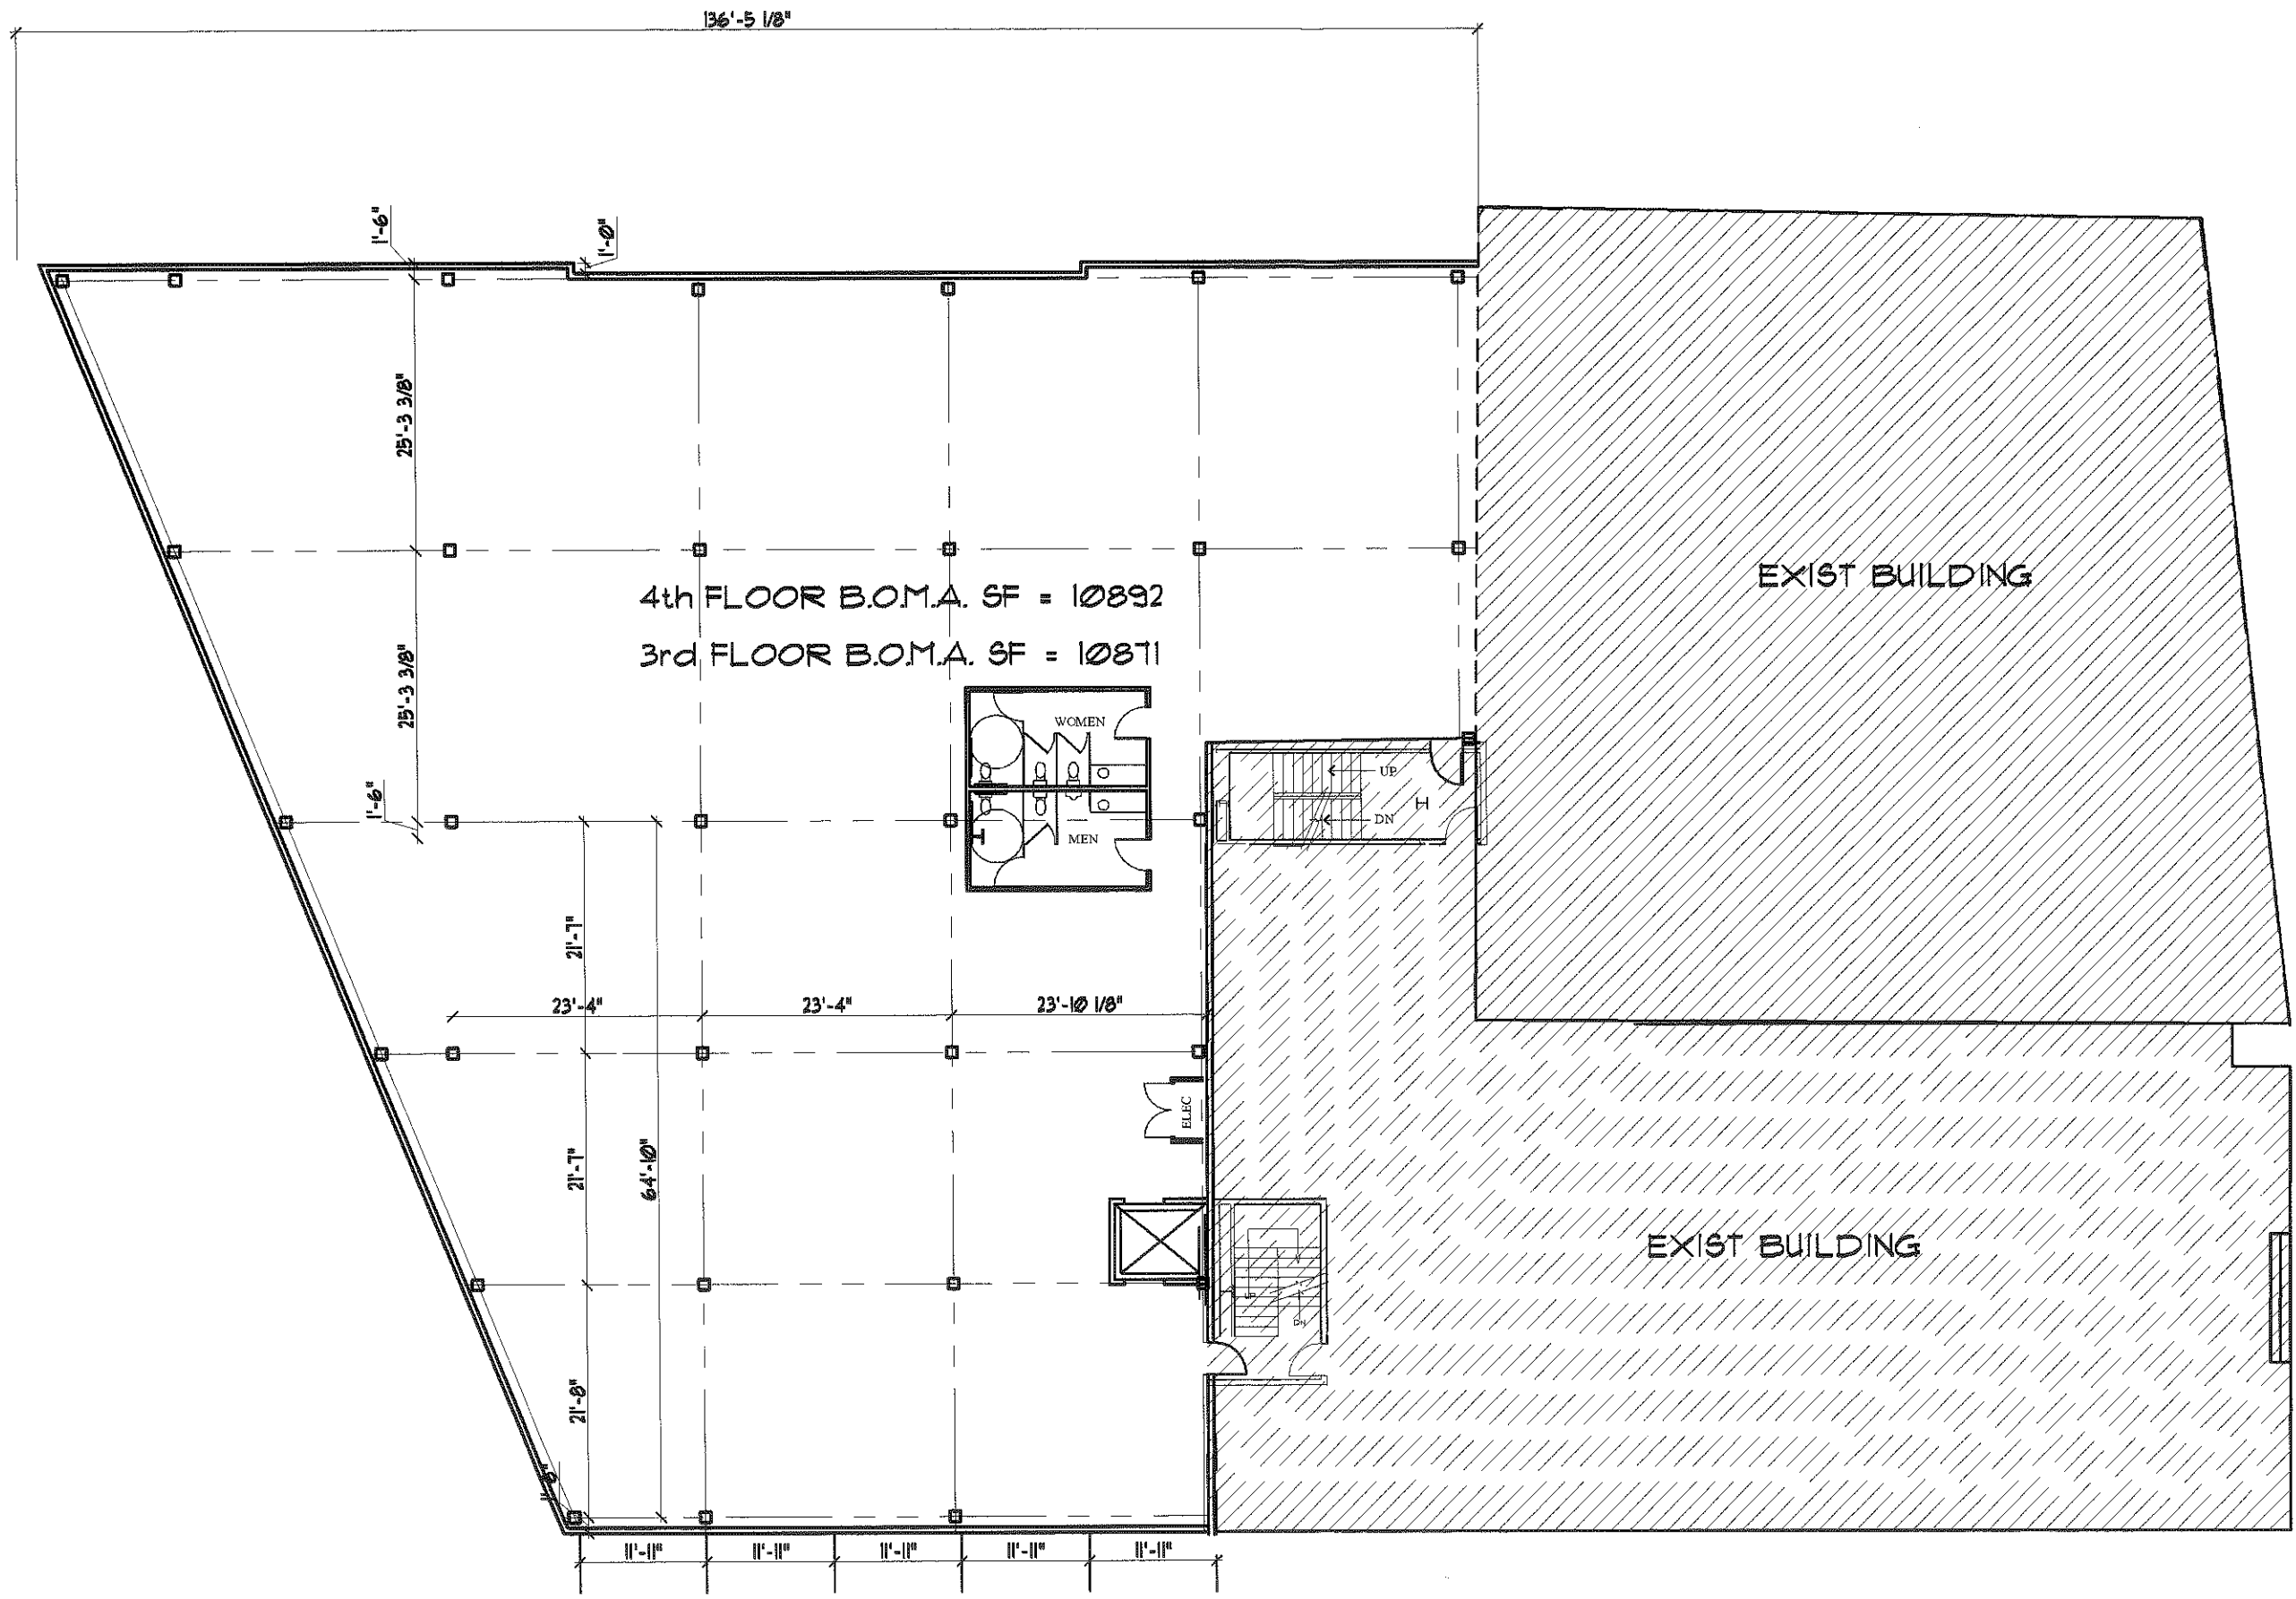 136'-5 1/8"
1'-6"
1'-0"
25'-3 3/8"
EXIST BUILDING
4th FLOOR B.O.M.A. SF = 10892
3rd FLOOR B.O.M.A. SF = 10871
25'-3 3/8"
WOMEN
UP
1'-6"
DN
H
MEN
21'-7"
23'-4"
23'-4"
23'-10 1/8"
ELEC
21'-7"
64'-10"
EXIST BUILDING
UP
DN
21'-8"
11'-11"
11'-11"
11'-11"
11'-11"
11'-11"